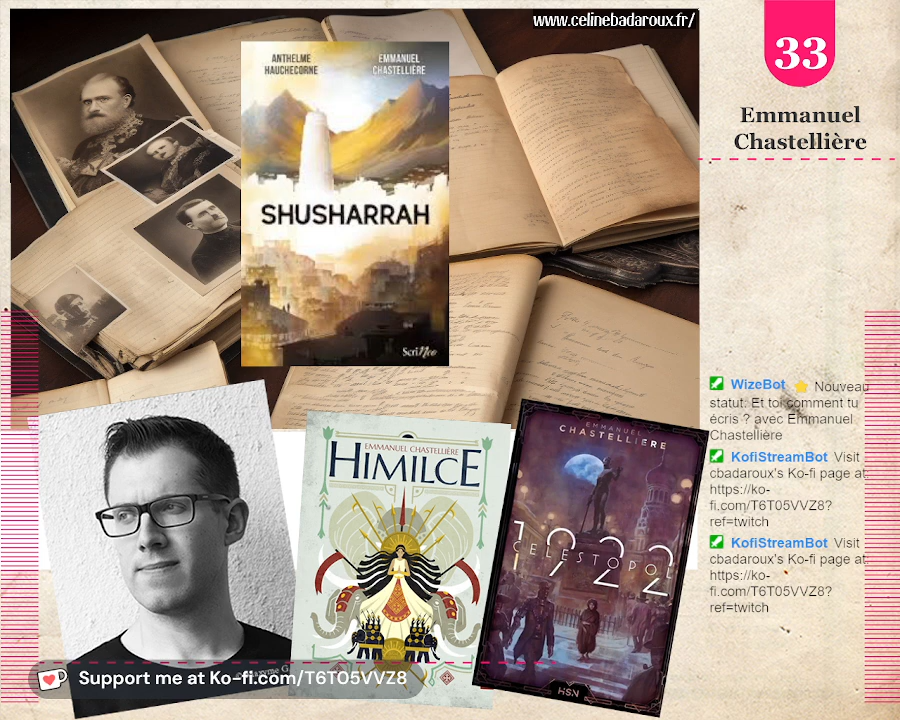 www.celinebadaroux.fr/
33
Emmanuel
Chastellière
ANTHELME
HAUCHECORNE
EMMANUEL
CHASTELLIÈRE
SHUSHARRAH
ScriNeo
WizeBot ⭐ Nouveau
statut. Et toi comment tu
écris ? avec Emmanuel
Chastellière
KofiStreamBot Visit
cbadaroux's Ko-fi page at
https://ko-
fi.com/T6T05VVZ8?
ref=twitch
KofiStreamBot Visit
cbadaroux's Ko-fi page at
https://ko-
fi.com/T6T05VVZ8?
ref=twitch
EMMANUEL CHASTELLIÈRE
HIMILCE
EMMANUEL
CHASTELLIÈRE
1922
CELESTOPOL
HSN
Support me at Ko-fi.com/T6T05VVZ8